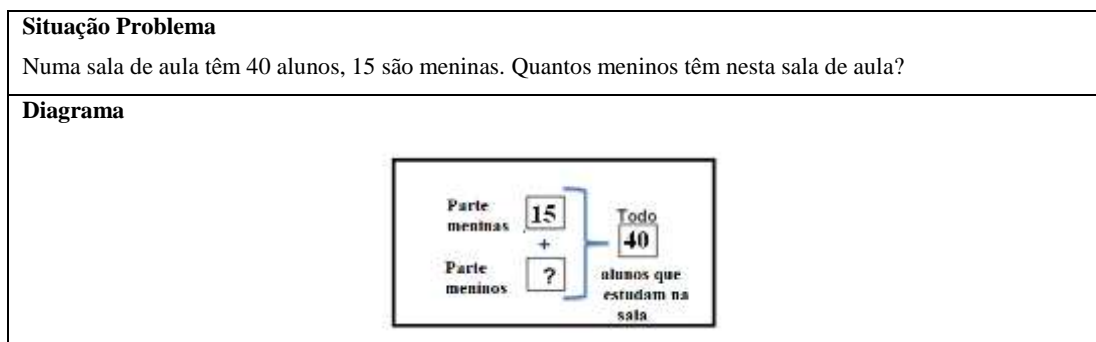 Situação Problema
Numa sala de aula têm 40 alunos, 15 são meninas. Quantos meninos têm nesta sala de aula?
Diagrama
Parte
meninas
15
+
Parte
meninos
?
Todo
40
alunos que
estudam na
sala